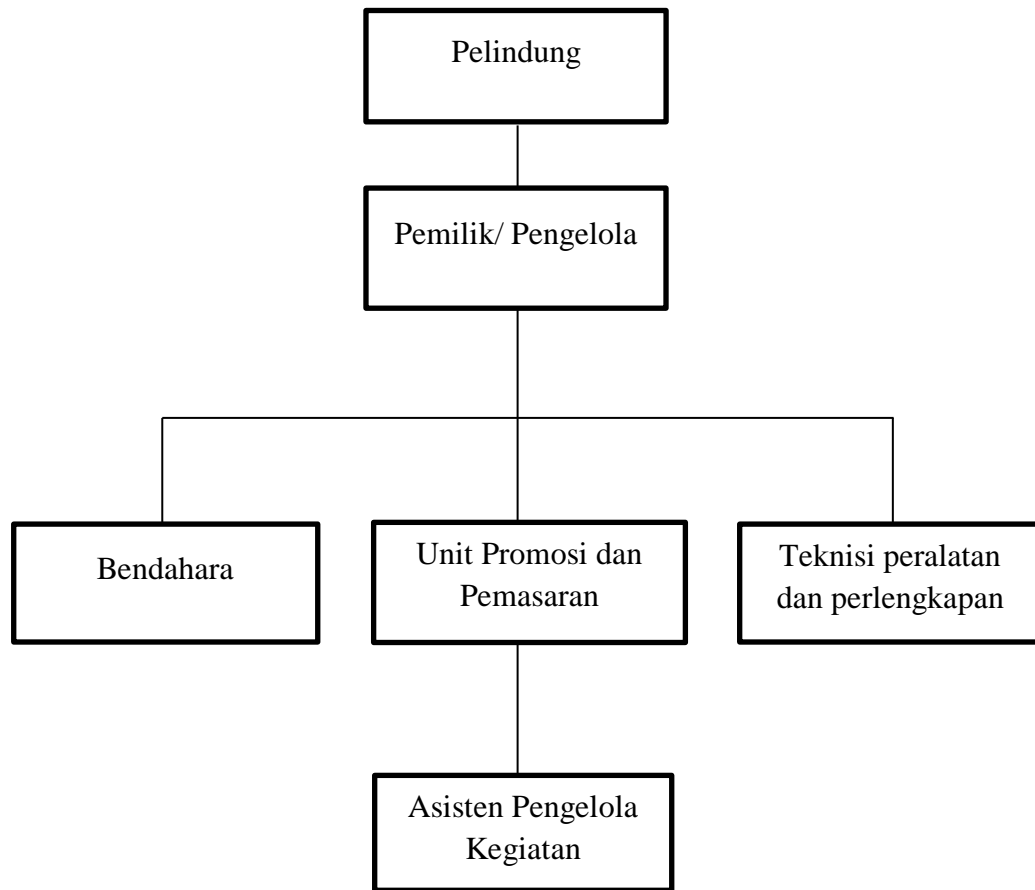 Pelindung
Pemilik/ Pengelola
Bendahara
Unit Promosi dan
Pemasaran
Teknisi peralatan
dan perlengkapan
Asisten Pengelola
Kegiatan